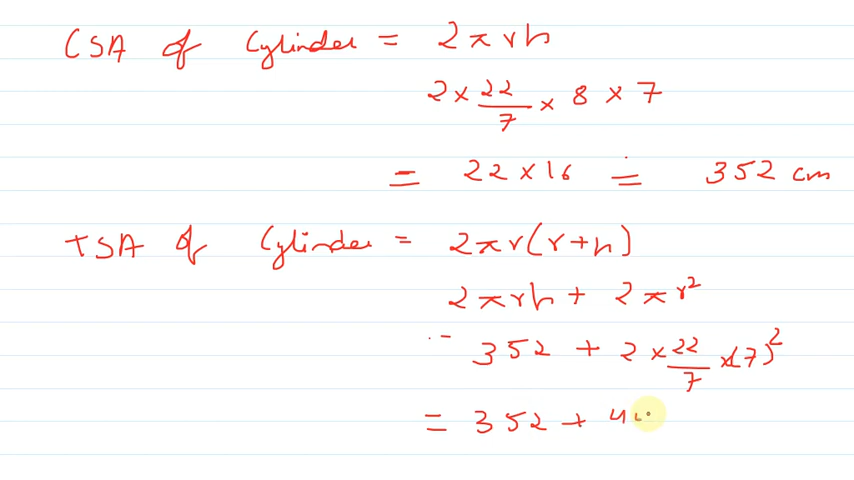 CSA of Cylinder = 2πrh
2 × 22/7 × 8 × 7
= 22 × 16 = 352 cm
TSA of Cylinder = 2πr(r+h)
2πrh + 2πr²
= 352 + 2 × 22/7 × (7)²
= 352 + 44